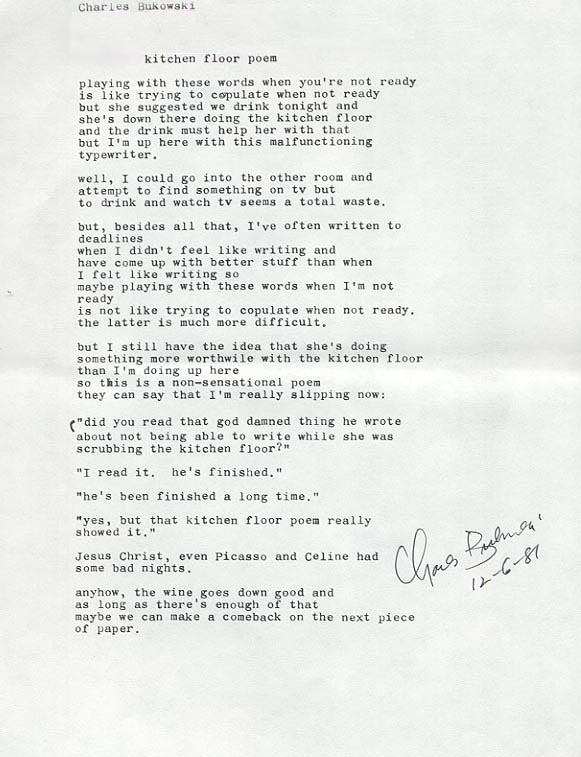 Charles Bukowski
kitchen floor poem
playing with these words when you're not ready
is like trying to copulate when not ready
but she suggested we drink tonight and
she's down there doing the kitchen floor
and the drink must help her with that
but I'm up here with this malfunctioning
typewriter.
well, I could go into the other room and
attempt to find something on tv but
to drink and watch tv seems a total waste.
but, besides all that, I've often written to
deadlines
when I didn't feel like writing and
have come up with better stuff than when
I felt like writing so
maybe playing with these words when I'm not
ready
is not like trying to copulate when not ready.
the latter is much more difficult.
but I still have the idea that she's doing
something more worthwile with the kitchen floor
than I'm doing up here
so this is a non-sensational poem
they can say that I'm really slipping now:
("did you read that god damned thing he wrote
about not being able to write while she was
scrubbing the kitchen floor?"
"I read it.  he's finished."
"he's been finished a long time."
"yes, but that kitchen floor poem really
showed it."
Jesus Christ, even Picasso and Celine had
some bad nights.
anyhow, the wine goes down good and
as long as there's enough of that
maybe we can make a comeback on the next piece
of paper.
Charles Bukowski
12-6-81